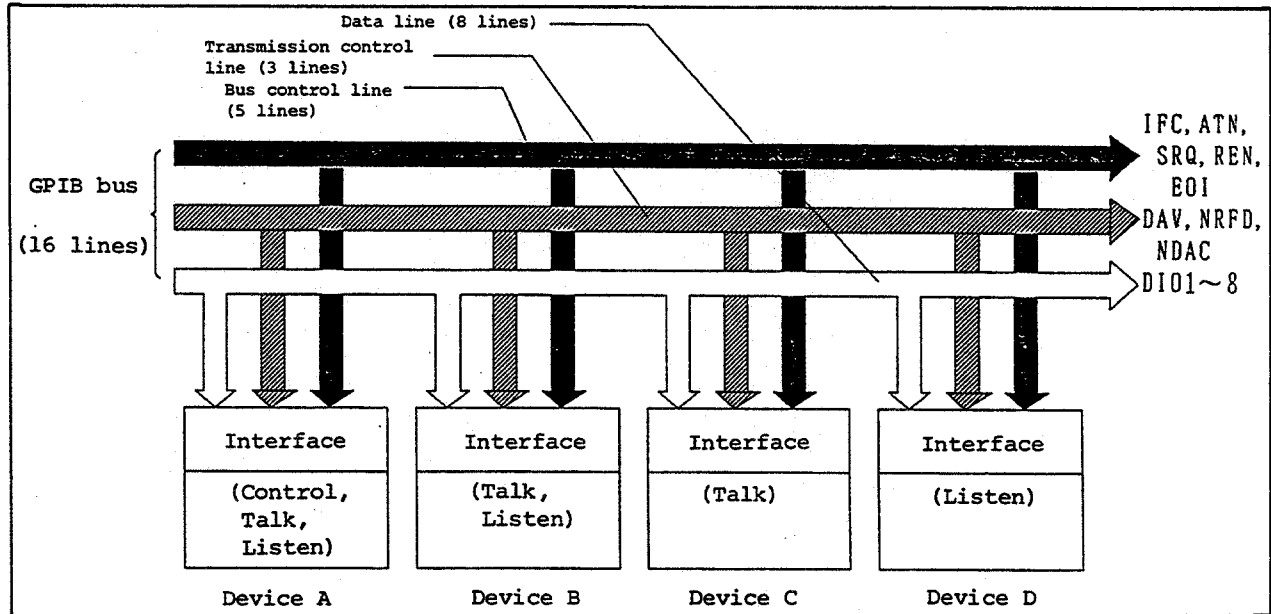 Data line (8 lines)
Transmission control
line (3 lines)
Bus control line
(5 lines)
GPIB bus
(16 lines)
IFC, ATN,
SRQ, REN,
EOI
DAV, NRFD,
NDAC
DIO1~8
Interface
(Control,
Talk,
Listen)
Device A
Interface
(Talk,
Listen)
Device B
Interface
(Talk)
Device C
Interface
(Listen)
Device D